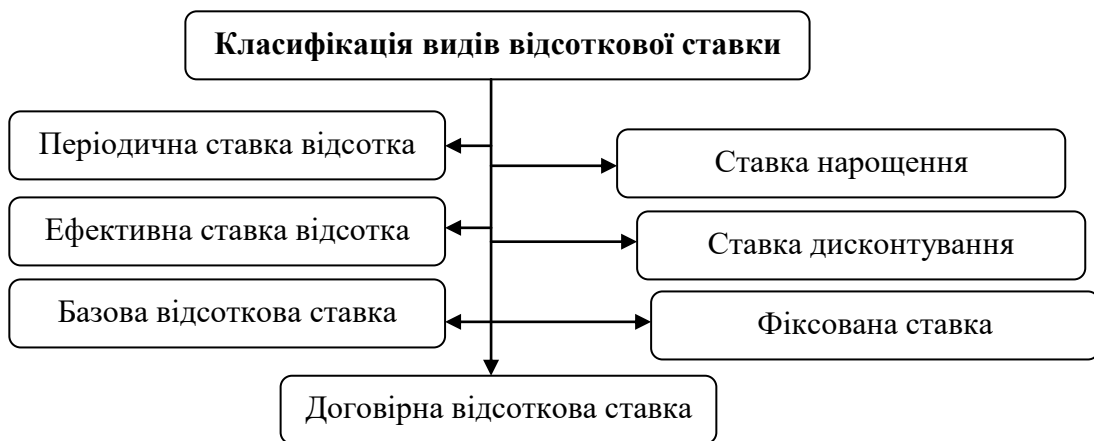 Класифікація видів відсоткової ставки
Періодична ставка відсотка
Ставка нарощення
Ефективна ставка відсотка
Ставка дисконтування
Базова відсоткова ставка
Фіксована ставка
Договірна відсоткова ставка